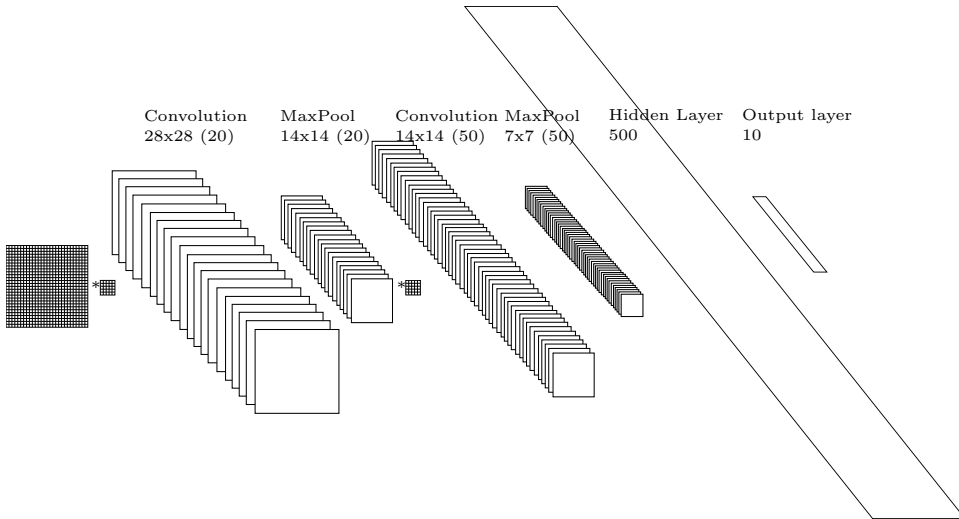 Convolution
28x28 (20)
MaxPool
14x14 (20)
Convolution
14x14 (50)
MaxPool
7x7 (50)
Hidden Layer
500
Output layer
10
*
*